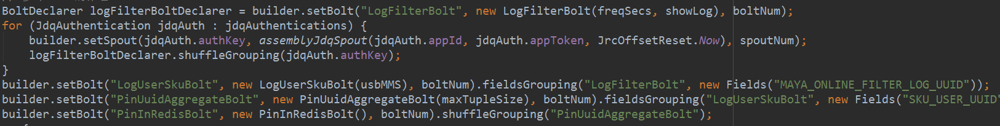 BoltDeclarer logFilterBoltDeclarer = builder.setBolt("LogFilterBolt", new LogFilterBolt(freqSecs, showLog), boltNum);
for (JdqAuthentication jdqAuth : jdqAuthentications) {
    builder.setSpout(jdqAuth.authKey, assemblyJdqSpout(jdqAuth.appId, jdqAuth.appToken, JrcOffsetReset.Now), spoutNum);
    logFilterBoltDeclarer.shuffleGrouping(jdqAuth.authKey);
}
builder.setBolt("LogUserSkuBolt", new LogUserSkuBolt(usbMMS), boltNum).fieldsGrouping("LogFilterBolt", new Fields("MAYA_ONLINE_FILTER_LOG_UUID"));
builder.setBolt("PinUuidAggregateBolt", new PinUuidAggregateBolt(maxTupleSize), boltNum).fieldsGrouping("LogUserSkuBolt", new Fields("SKU_USER_UUID"
builder.setBolt("PinInRedisBolt", new PinInRedisBolt(), boltNum).shuffleGrouping("PinUuidAggregateBolt");